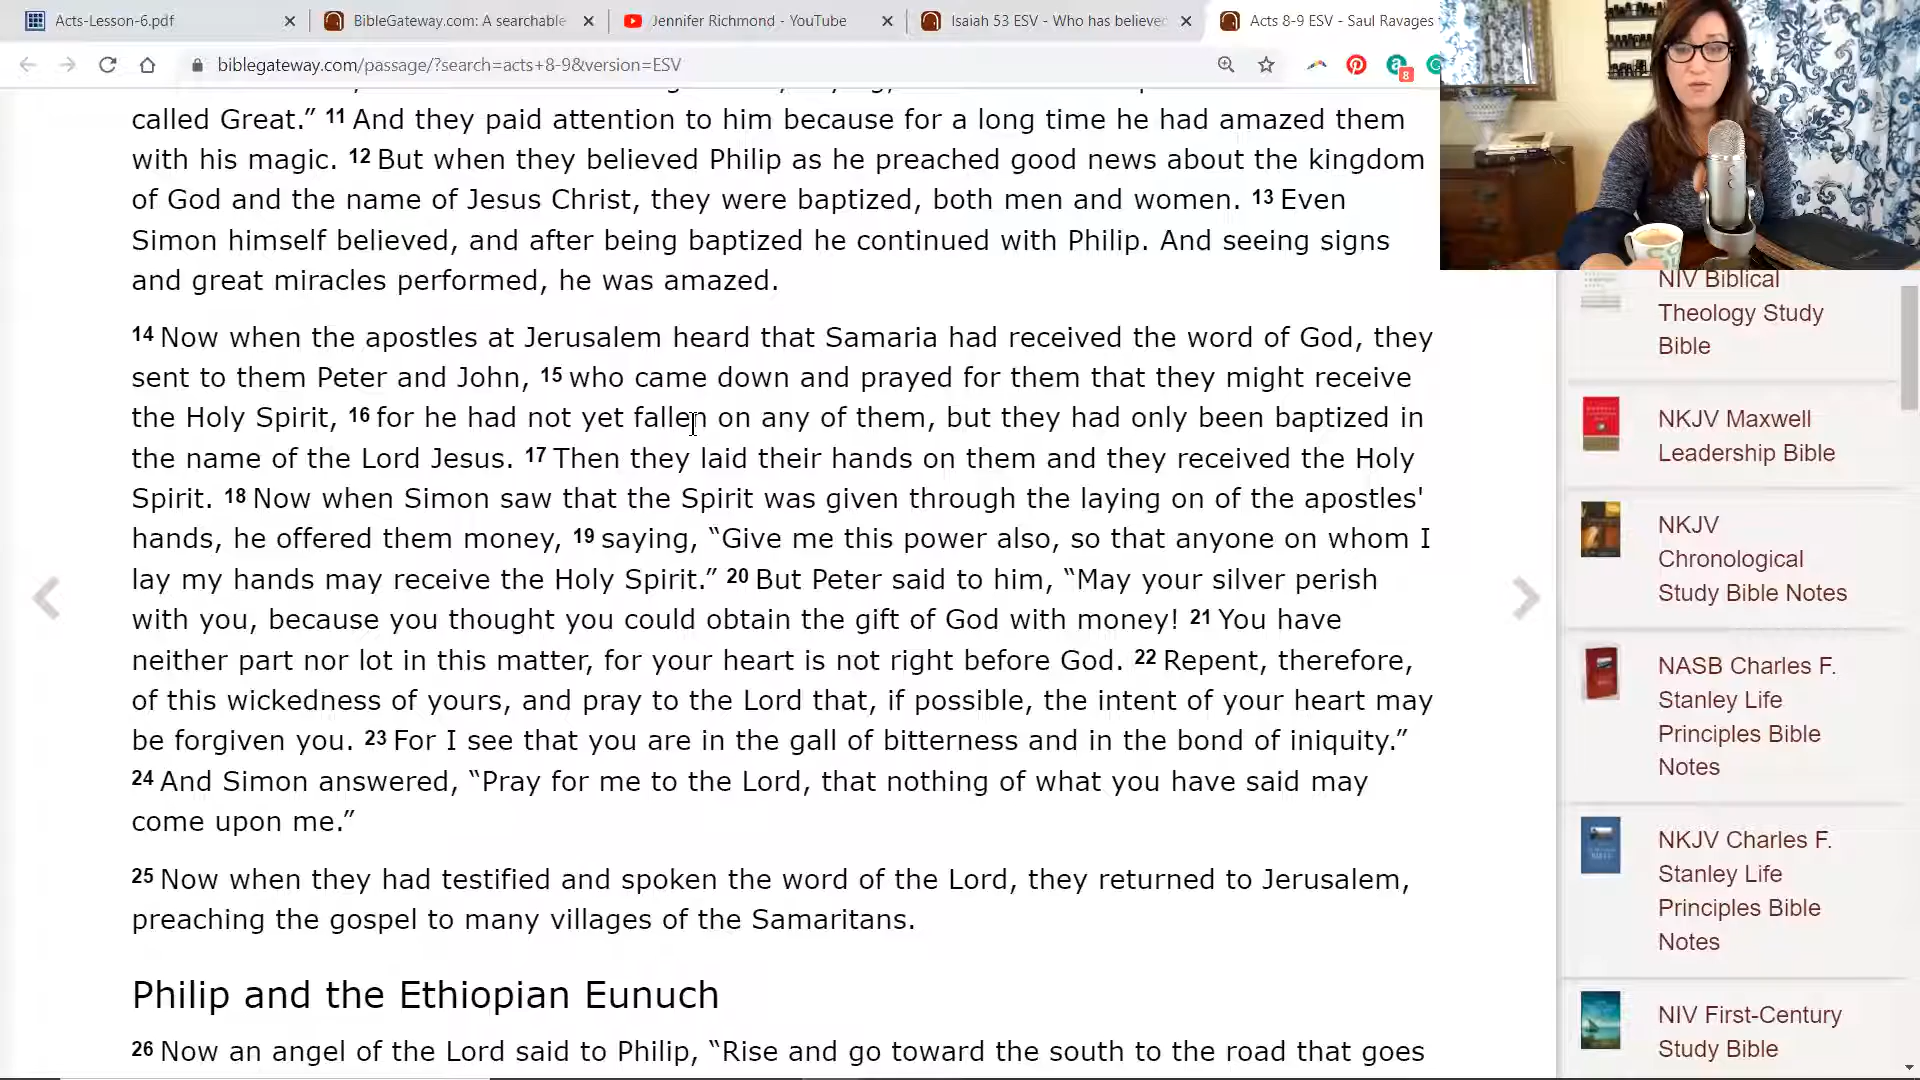 Acts-Lesson-6.pdf
BibleGateway.com: A searchable
Jennifer Richmond - YouTube
Isaiah 53 ESV - Who has believe
Acts 8-9 ESV - Saul Ravages
biblegateway.com/passage/?search=acts+8-9&version=ESV
8
called Great.” 11 And they paid attention to him because for a long time he had amazed them
with his magic. 12 But when they believed Philip as he preached good news about the kingdom
of God and the name of Jesus Christ, they were baptized, both men and women. 13 Even
Simon himself believed, and after being baptized he continued with Philip. And seeing signs
and great miracles performed, he was amazed.
14 Now when the apostles at Jerusalem heard that Samaria had received the word of God, they
sent to them Peter and John, 15 who came down and prayed for them that they might receive
the Holy Spirit, 16 for he had not yet fallen on any of them, but they had only been baptized in
the name of the Lord Jesus. 17 Then they laid their hands on them and they received the Holy
Spirit. 18 Now when Simon saw that the Spirit was given through the laying on of the apostles'
hands, he offered them money, 19 saying, “Give me this power also, so that anyone on whom I
lay my hands may receive the Holy Spirit.” 20 But Peter said to him, “May your silver perish
with you, because you thought you could obtain the gift of God with money! 21 You have
neither part nor lot in this matter, for your heart is not right before God. 22 Repent, therefore,
of this wickedness of yours, and pray to the Lord that, if possible, the intent of your heart may
be forgiven you. 23 For I see that you are in the gall of bitterness and in the bond of iniquity.”
24 And Simon answered, “Pray for me to the Lord, that nothing of what you have said may
come upon me.”
25 Now when they had testified and spoken the word of the Lord, they returned to Jerusalem,
preaching the gospel to many villages of the Samaritans.
Philip and the Ethiopian Eunuch
26 Now an angel of the Lord said to Philip, “Rise and go toward the south to the road that goes
NIV Biblical
Theology Study
Bible
NKJV Maxwell
Leadership Bible
NKJV
Chronological
Study Bible Notes
NASB Charles F.
Stanley Life
Principles Bible
Notes
NKJV Charles F.
Stanley Life
Principles Bible
Notes
NIV First-Century
Study Bible